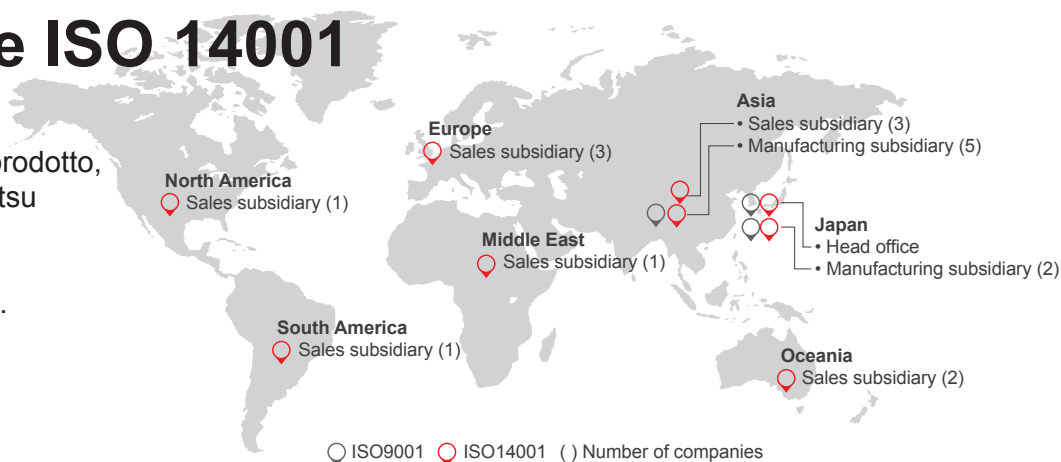 e ISO 14001
prodotto,
tsu
.
North America
Sales subsidiary (1)
Europe
Sales subsidiary (3)
Asia
• Sales subsidiary (3)
• Manufacturing subsidiary (5)
Middle East
Sales subsidiary (1)
Japan
• Head office
• Manufacturing subsidiary (2)
South America
Sales subsidiary (1)
Oceania
Sales subsidiary (2)
ISO9001 ISO14001 ( ) Number of companies